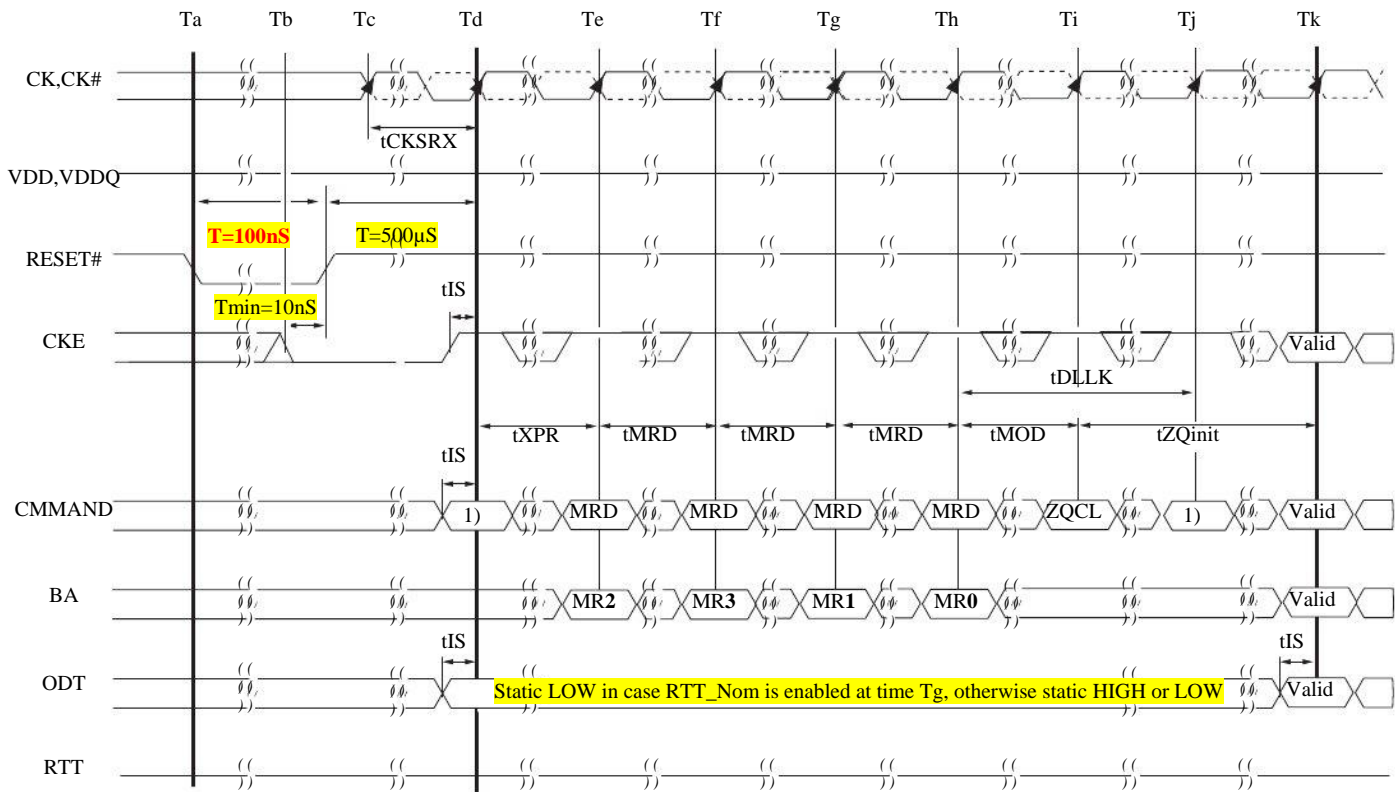 Ta Tb Tc Td Te Tf Tg Th Ti Tj Tk
CK,CK#
tCKSRX
VDD,VDDQ
T=100nS T=500µS
RESET#
Tmin=10nS tIS
CKE Valid
tDLLK
tXPR tMRD tMRD tMRD tMOD tZQinit
tIS
CMMAND 1) MRD MRD MRD MRD ZQCL 1) Valid
BA MR2 MR3 MR1 MR0 Valid
tIS tIS
ODT Static LOW in case RTT_Nom is enabled at time Tg, otherwise static HIGH or LOW Valid
RTT